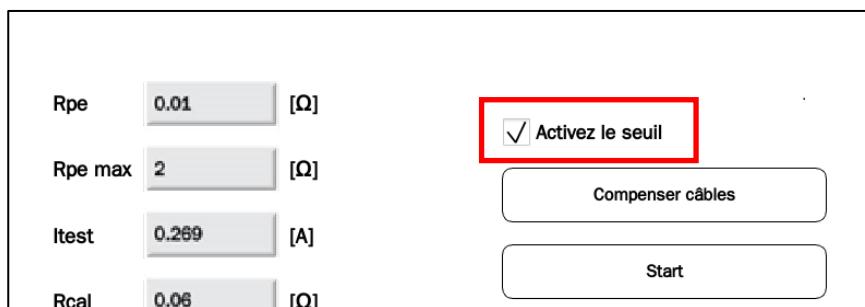 Rpe 0.01 [Ω]
Activez le seuil
Rpe max 2 [Ω]
Compenser câbles
Itest 0.269 [A]
Start
Rcal 0.06 [Ω]